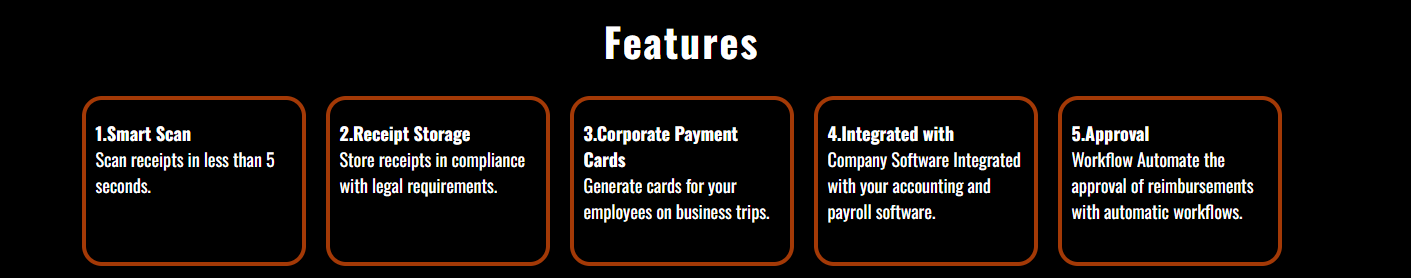 Features
1.Smart Scan
Scan receipts in less than 5
seconds.
2.Receipt Storage
Store receipts in compliance
with legal requirements.
3.Corporate Payment
Cards
Generate cards for your
employees on business trips.
4.Integrated with
Company Software Integrated
with your accounting and
payroll software.
5.Approval
Workflow Automate the
approval of reimbursements
with automatic workflows.